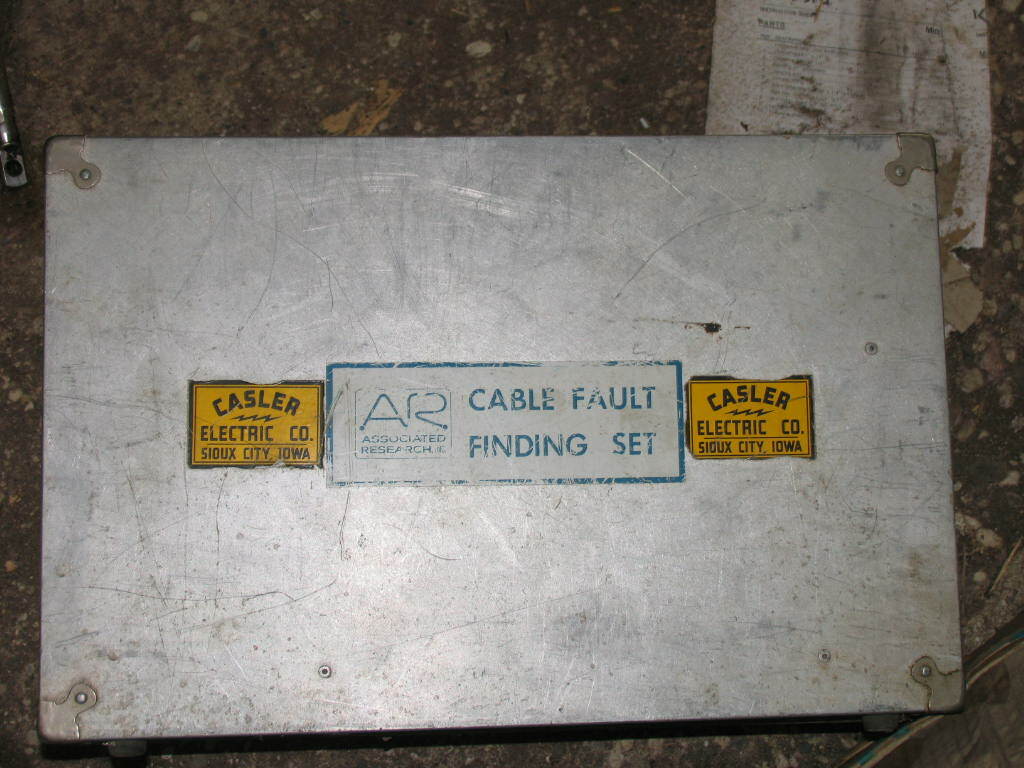 PARTS
CASLER
ELECTRIC CO.
SIOUX CITY, IOWA
AR
ASSOCIATED
RESEARCH,
CABLE FAULT
FINDING SET
CASLER
ELECTRIC CO.
SIOUX CITY, IOWA